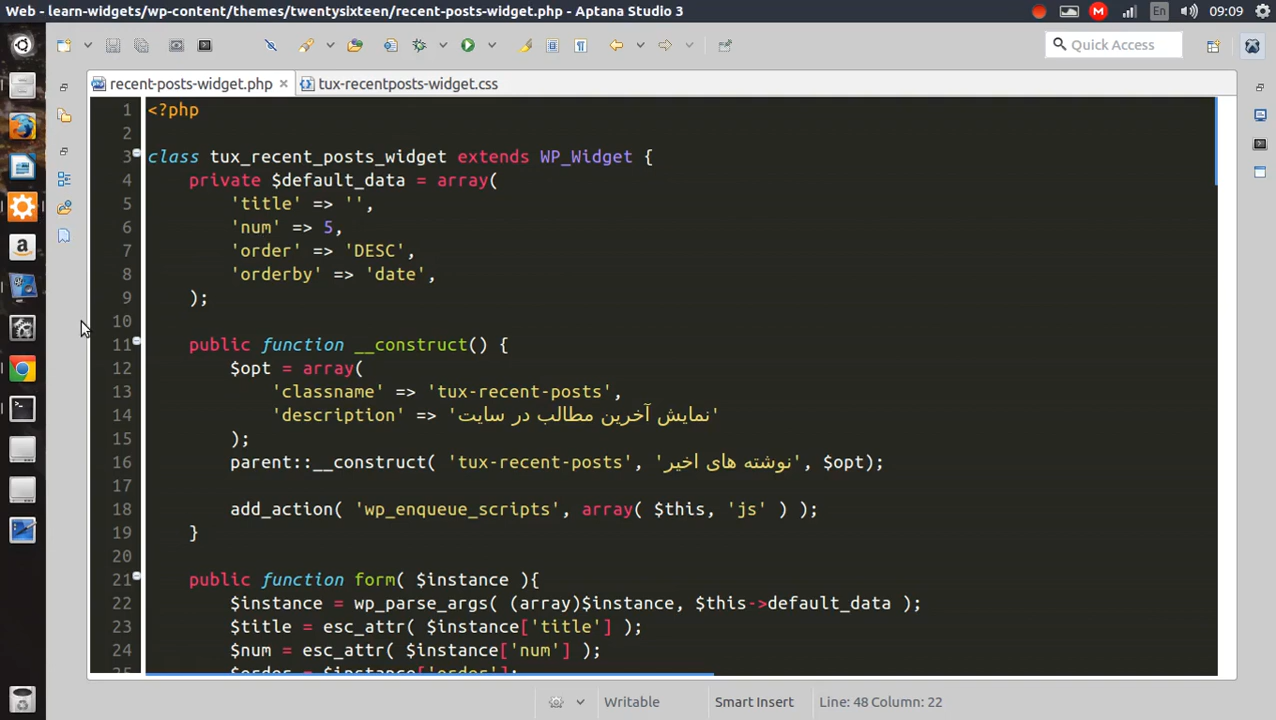 Web - learn-widgets/wp-content/themes/twentysixteen/recent-posts-widget.php - Aptana Studio 3
En
09:09
Quick Access
recent-posts-widget.php
tux-recentposts-widget.css
1 <?php
2
3 class tux_recent_posts_widget extends WP_Widget {
4 private $default_data = array(
5 'title' => '',
6 'num' => 5,
7 'order' => 'DESC',
8 'orderby' => 'date',
9 );
10
11 public function __construct() {
12 $opt = array(
13 'classname' => 'tux-recent-posts',
14 'description' => 'نمایش آخرین مطالب در سایت'
15 );
16 parent::__construct( 'tux-recent-posts', 'نوشته های اخیر', $opt);
17
18 add_action( 'wp_enqueue_scripts', array( $this, 'js' ) );
19 }
20
21 public function form( $instance ){
22 $instance = wp_parse_args( (array)$instance, $this->default_data );
23 $title = esc_attr( $instance['title'] );
24 $num = esc_attr( $instance['num'] );
25 $order = $instance['order'];
Writable
Smart Insert
Line: 48 Column: 22